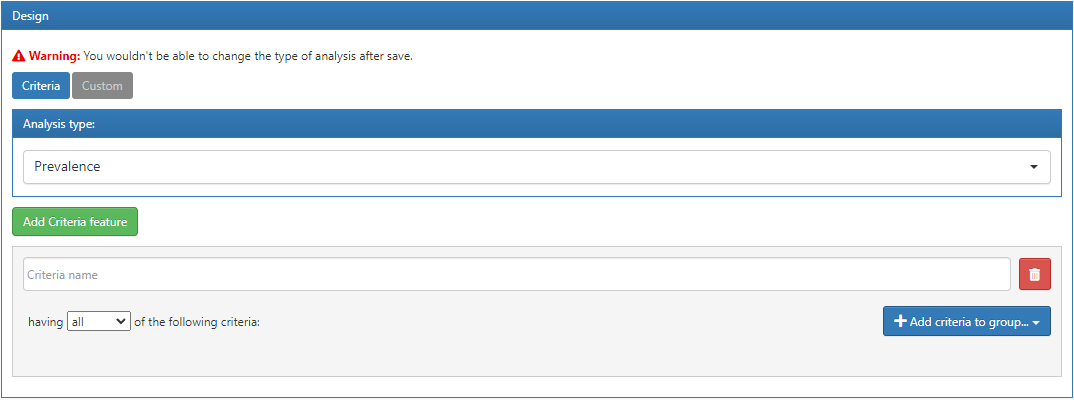 Design
Warning: You wouldn't be able to change the type of analysis after save.
Criteria Custom
Analysis type:
Prevalence
Add Criteria feature
Criteria name
having all of the following criteria: Add criteria to group...